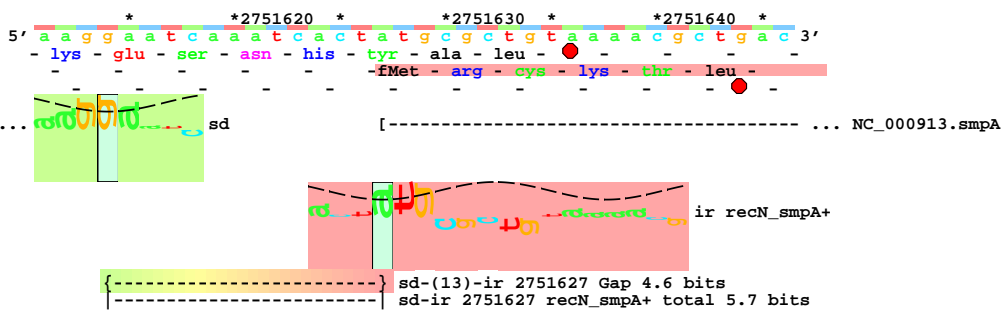 * *2751620 * *2751630 * *2751640 *
5' a a g g a a t c a a a t c a c t a t g c g c t g t a a a a c g c t g a c 3'
- lys - glu - ser - asn - his - tyr - ala - leu - - - - -
- - - - - -fMet - arg - cys - lys - thr - leu -
- - - - - - - - - - - -
... a a g g a sd [--------------------------------------- ... NC_000913.smpA
a t g c g c t g a a a a g ir recN_smpA+
{-------------------------} sd-(13)-ir 2751627 Gap 4.6 bits
|-------------------------| sd-ir 2751627 recN_smpA+ total 5.7 bits